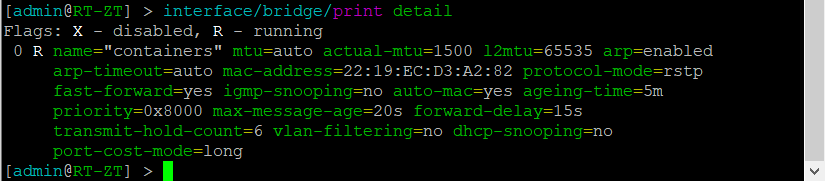 [admin@RT-ZT] > interface/bridge/print detail
Flags: X - disabled, R - running
0 R name="containers" mtu=auto actual-mtu=1500 l2mtu=65535 arp=enabled
arp-timeout=auto mac-address=22:19:EC:D3:A2:82 protocol-mode=rstp
fast-forward=yes igmp-snooping=no auto-mac=yes ageing-time=5m
priority=0x8000 max-message-age=20s forward-delay=15s
transmit-hold-count=6 vlan-filtering=no dhcp-snooping=no
port-cost-mode=long
[admin@RT-ZT] >